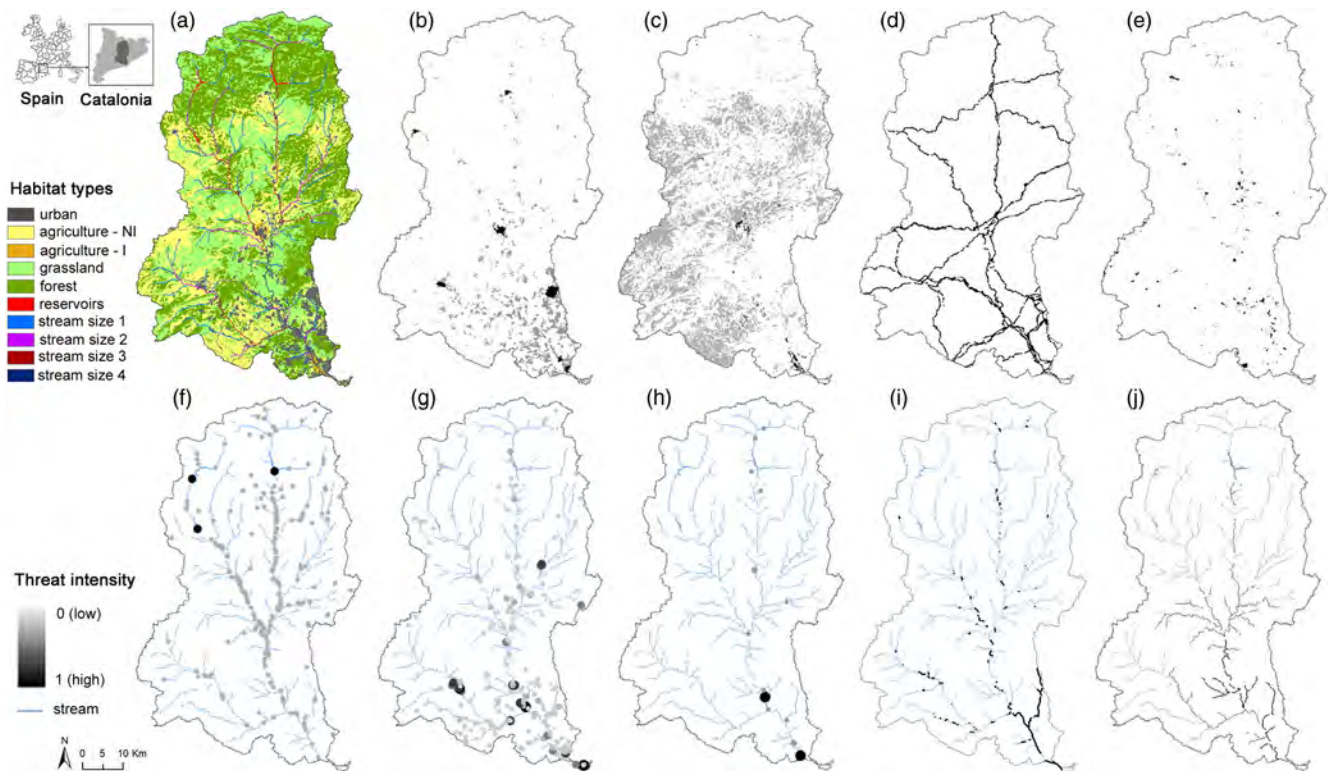 (a)
(b)
(c)
(d)
(e)
Spain
Catalonia
Habitat types
urban
agriculture - NI
agriculture - I
grassland
forest
reservoirs
stream size 1
stream size 2
stream size 3
stream size 4
(f)
(g)
(h)
(i)
(j)
Threat intensity
0 (low)
1 (high)
stream
N
0 5 10 Km